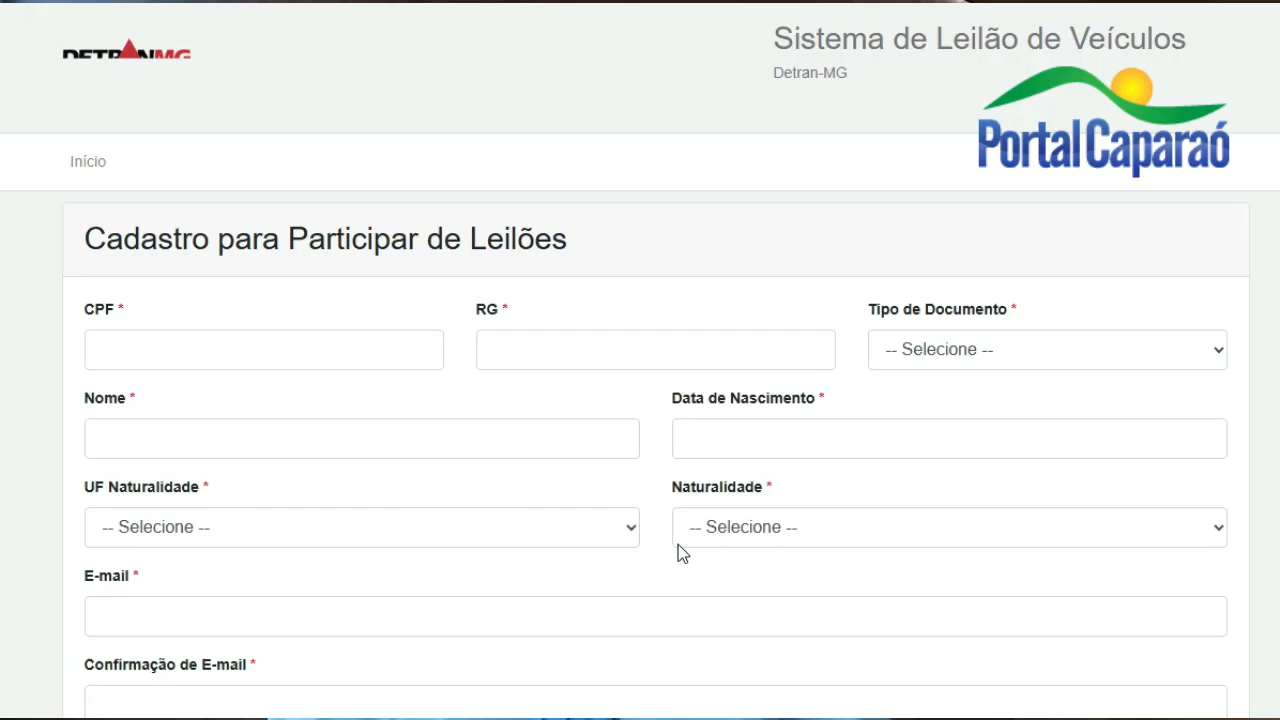 DETRANMG
Sistema de Leilão de Veículos
Detran-MG
Portal Caparaó
Início
Cadastro para Participar de Leilões
CPF *
RG *
Tipo de Documento *
-- Selecione --
Nome *
Data de Nascimento *
UF Naturalidade *
Naturalidade *
-- Selecione --
-- Selecione --
E-mail *
Confirmação de E-mail *